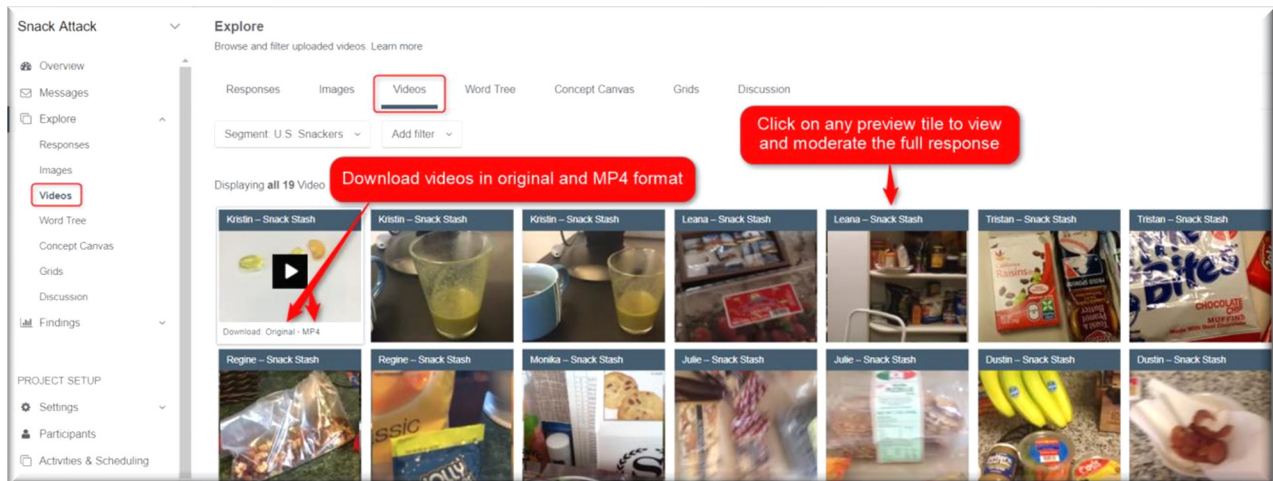 Snack Attack
Overview
Messages
Explore
Responses
Images
Videos
Word Tree
Concept Canvas
Grids
Discussion
Findings
PROJECT SETUP
Settings
Participants
Activities & Scheduling
Explore
Browse and filter uploaded videos. Learn more
Responses Images Videos Word Tree Concept Canvas Grids Discussion
Segment: U.S. Snackers Add filter
Click on any preview tile to view
and moderate the full response
Displaying all 19 Video
Download videos in original and MP4 format
Kristin – Snack Stash Kristin – Snack Stash Kristin – Snack Stash Leana – Snack Stash Leana – Snack Stash Tristan – Snack Stash Tristan – Snack Stash
Raisins
Bites
CHOCOLATE
CHIP
MUFFINS
Download: Original - MP4
Regine – Snack Stash Regine – Snack Stash Monika – Snack Stash Julie – Snack Stash Julie – Snack Stash Dustin – Snack Stash Dustin – Snack Stash